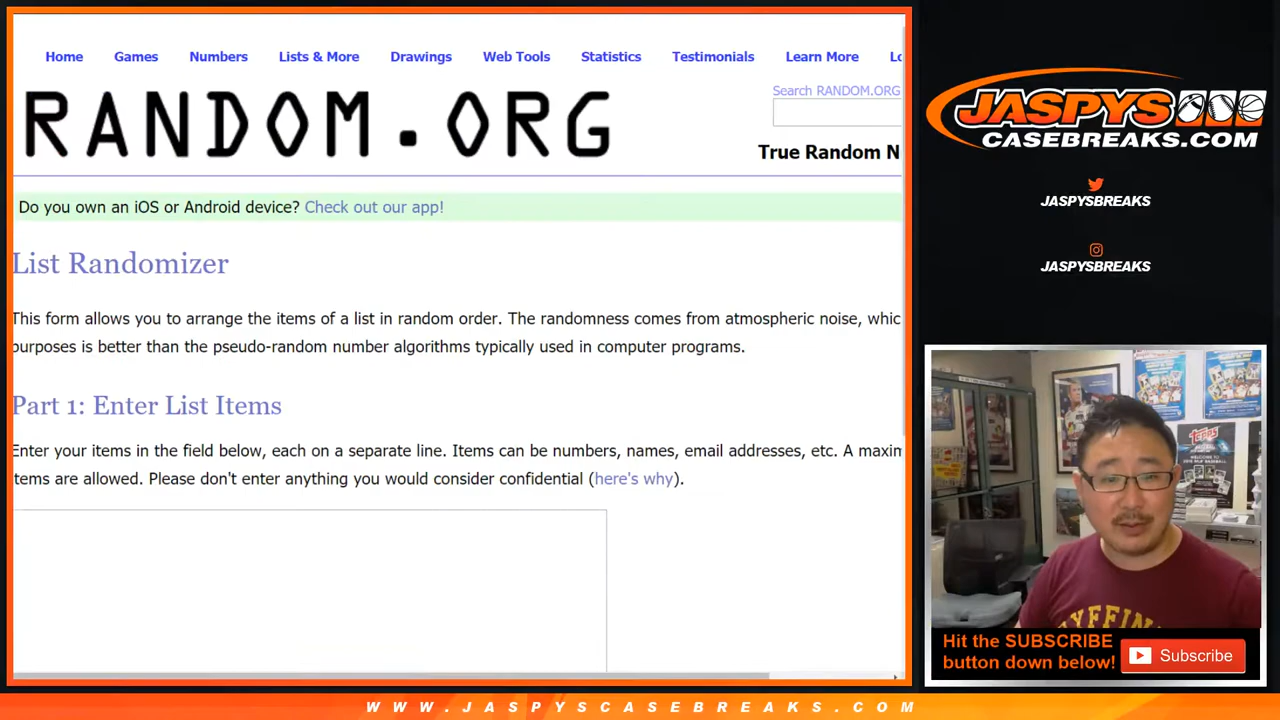 Home Games Numbers Lists & More Drawings Web Tools Statistics Testimonials Learn More Lo
RANDOM.ORG
Search RANDOM.ORG
True Random N
Do you own an iOS or Android device? Check out our app!
List Randomizer
This form allows you to arrange the items of a list in random order. The randomness comes from atmospheric noise, whic
purposes is better than the pseudo-random number algorithms typically used in computer programs.
Part 1: Enter List Items
Enter your items in the field below, each on a separate line. Items can be numbers, names, email addresses, etc. A maxim
items are allowed. Please don't enter anything you would consider confidential (here's why).
JASPYS
CASEBREAKS.COM
JASPYSBREAKS
JASPYSBREAKS
Topps
Hit the SUBSCRIBE
button down below!
Subscribe
WWW.JASPYSCASEBREAKS.COM